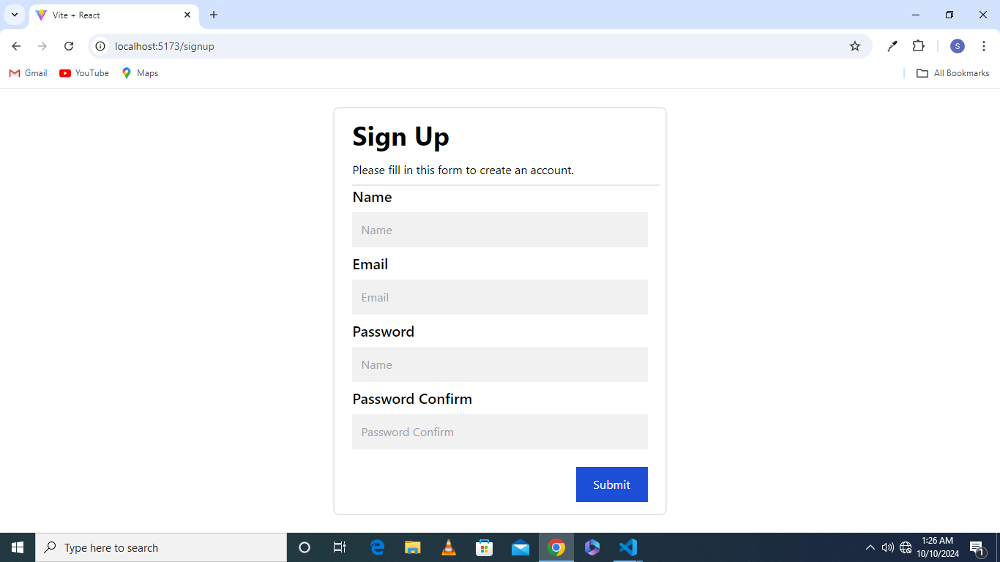 Vite + React
localhost:5173/signup
S
Gmail
YouTube
Maps
All Bookmarks
Sign Up
Please fill in this form to create an account.
Name
Name
Email
Email
Password
Name
Password Confirm
Password Confirm
Submit
Type here to search
1:26 AM
10/10/2024
1